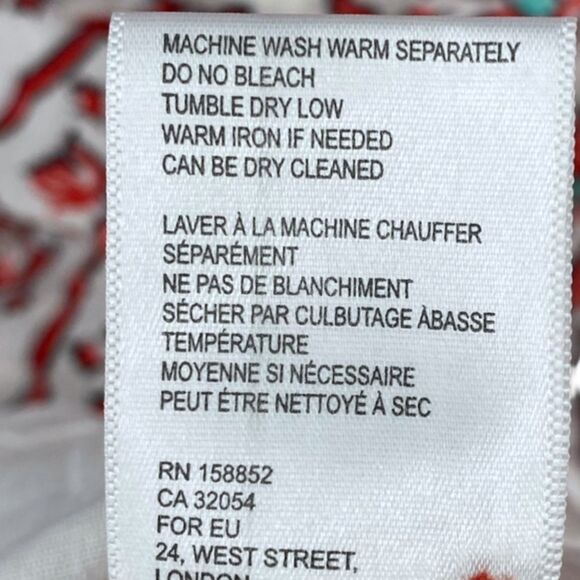 MACHINE WASH WARM SEPARATELY
DO NO BLEACH
TUMBLE DRY LOW
WARM IRON IF NEEDED
CAN BE DRY CLEANED
LAVER À LA MACHINE CHAUFFER
SÉPARÉMENT
NE PAS DE BLANCHIMENT
SÉCHER PAR CULBUTAGE ÀBASSE
TEMPÉRATURE
MOYENNE SI NÉCESSAIRE
PEUT ÉTRE NETTOYÉ À SEC
RN 158852
CA 32054
FOR EU
24, WEST STREET,
LONDON